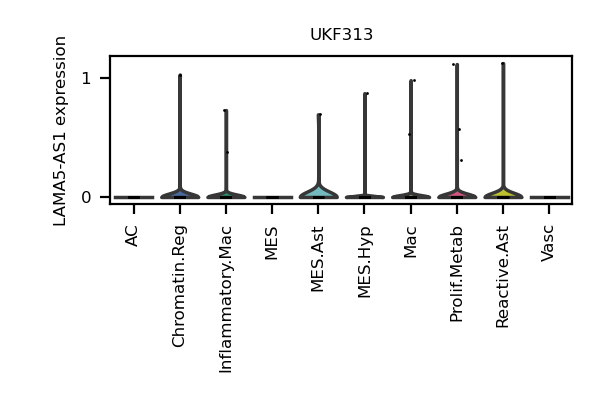 UKF313
LAMA5-AS1 expression
1
0
AC
Chromatin.Reg
Inflammatory.Mac
MES
MES.Ast
MES.Hyp
Mac
Prolif.Metab
Reactive.Ast
Vasc